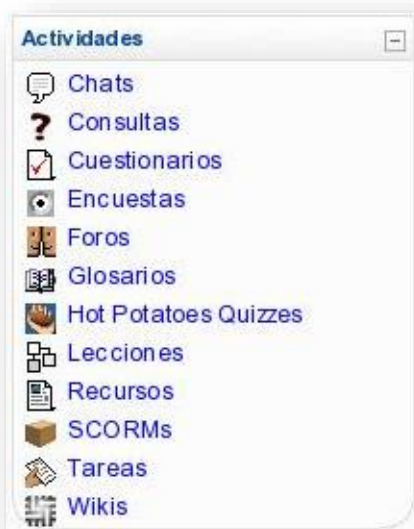 Actividades
Chats
Consultas
Cuestionarios
Encuestas
Foros
Glosarios
Hot Potatoes Quizzes
Lecciones
Recursos
SCORMs
Tareas
Wikis